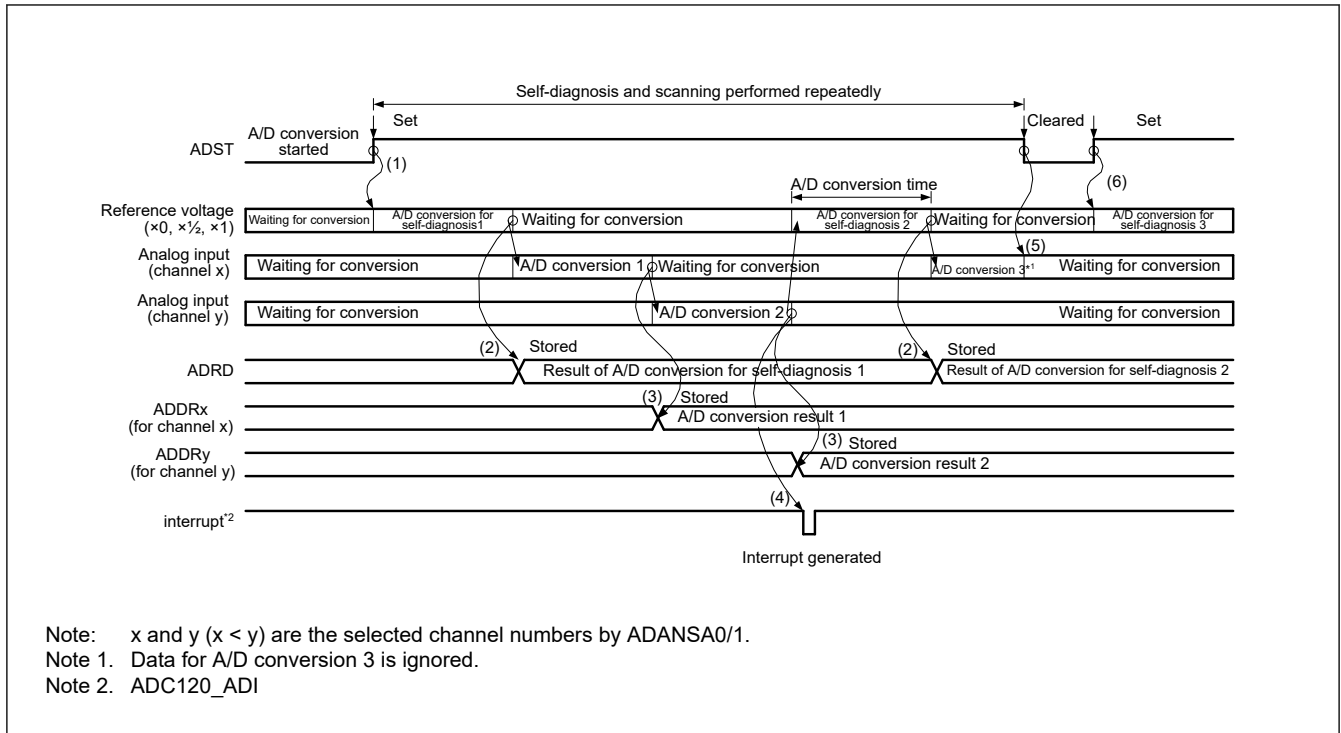 Self-diagnosis and scanning performed repeatedly
A/D conversion
started
Set
Cleared
Set
ADST
(1)
(6)
A/D conversion time
Reference voltage
(×0, ×½, ×1)
Waiting for conversion
A/D conversion for
self-diagnosis1
Waiting for conversion
A/D conversion for
self-diagnosis 2
Waiting for conversion
A/D conversion for
self-diagnosis 3
(5)
Analog input
(channel x)
Waiting for conversion
A/D conversion 1
Waiting for conversion
A/D conversion 3*1
Waiting for conversion
Analog input
(channel y)
Waiting for conversion
A/D conversion 2
Waiting for conversion
(2)
Stored
(2)
Stored
ADRD
Result of A/D conversion for self-diagnosis 1
Result of A/D conversion for self-diagnosis 2
(3)
Stored
ADDRx
(for channel x)
A/D conversion result 1
(3)
Stored
ADDRy
(for channel y)
A/D conversion result 2
(4)
interrupt*2
Interrupt generated
Note: x and y (x < y) are the selected channel numbers by ADANSA0/1.
Note 1. Data for A/D conversion 3 is ignored.
Note 2. ADC120_ADI